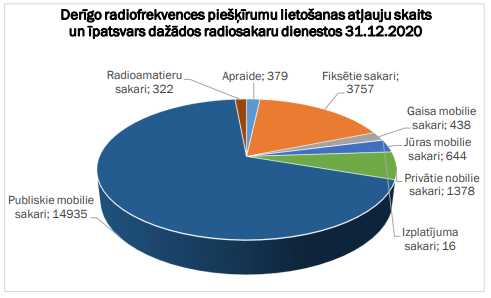 Derīgo radiofrekvences piešķīrumu lietošanas atļauju skaits
un īpatsvars dažādos radiosakaru dienestos 31.12.2020
Radioamatieru
sakari; 322
Apraide; 379
Fiksētie sakari;
3757
Gaisa mobilie
sakari; 438
Jūras mobilie
sakari; 644
Privātie nobilie
sakari; 1378
Izplatījuma
sakari; 16
Publiskie mobilie
sakari; 14935